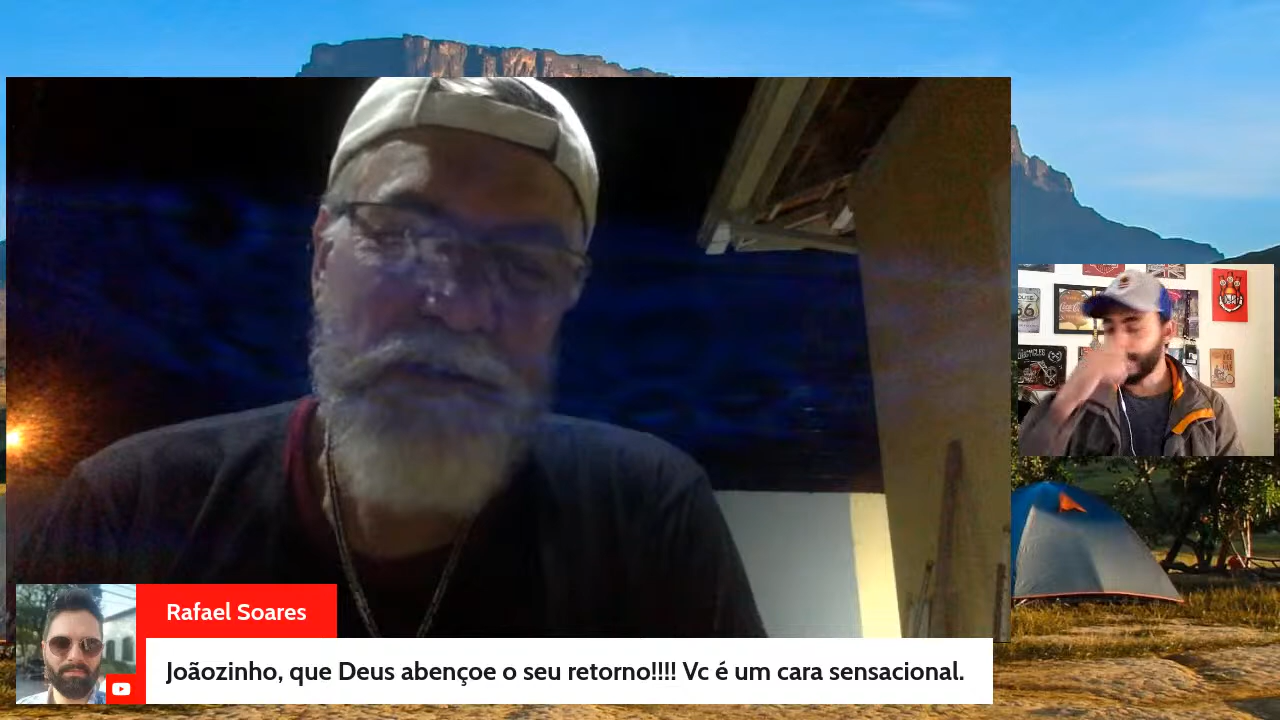 Rafael Soares
Joãozinho, que Deus abençoe o seu retorno!!!! Vc é um cara sensacional.